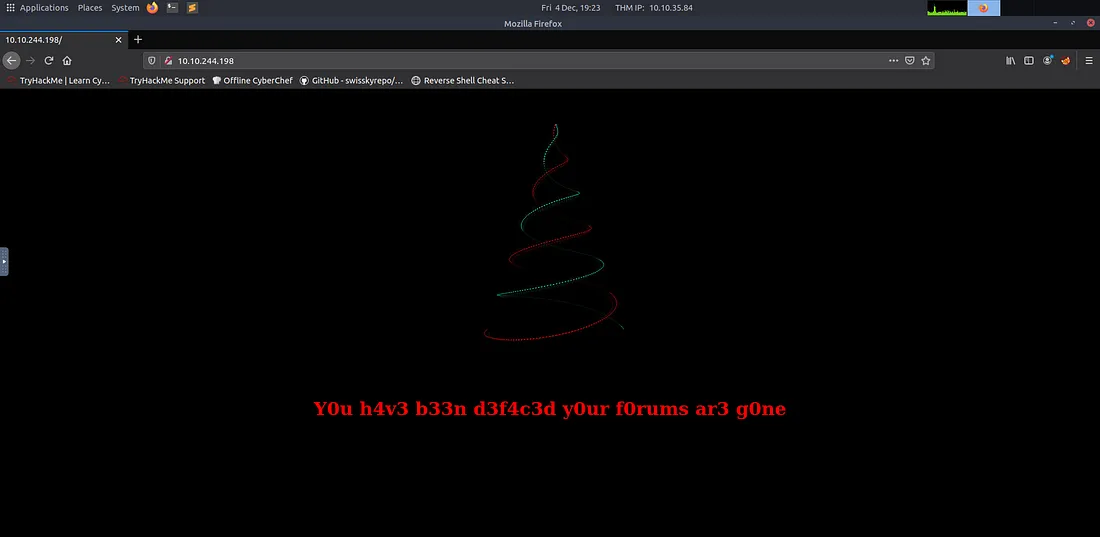 Applications Places System Fri 4 Dec, 19:23 THM IP: 10.10.35.84
Mozilla Firefox
10.10.244.198/
10.10.244.198
TryHackMe | Learn Cy… TryHackMe Support Offline CyberChef GitHub - swisskyrepo/… Reverse Shell Cheat S…
Y0u h4v3 b33n d3f4c3d y0ur f0rums ar3 g0ne